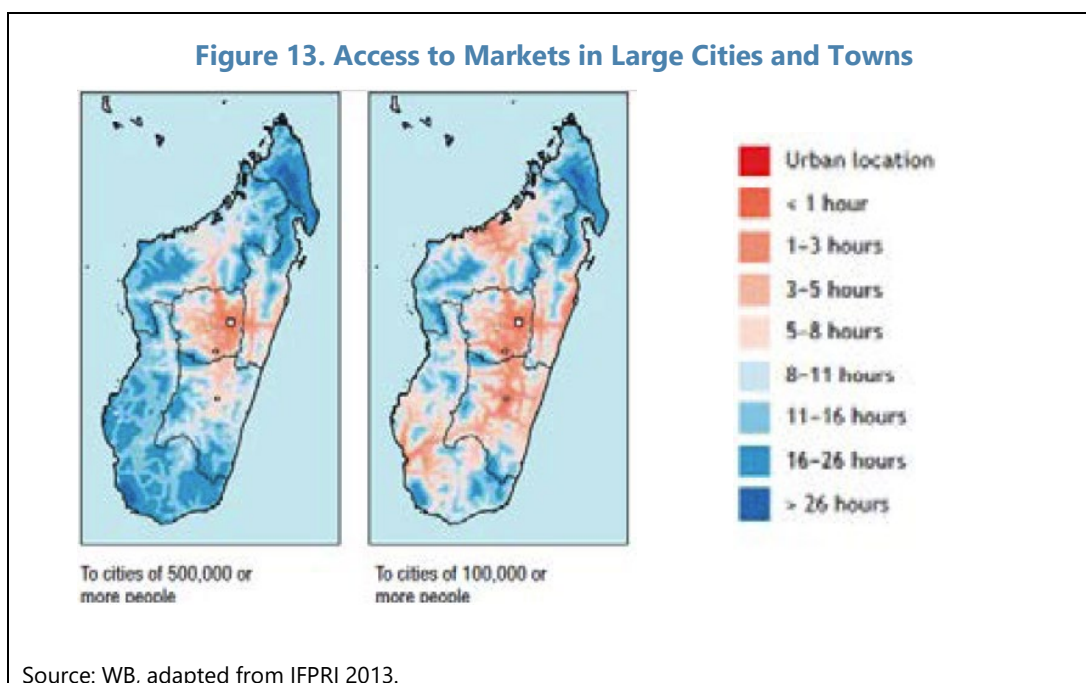 Figure 13. Access to Markets in Large Cities and Towns
Urban location
< 1 hour
1–3 hours
3–5 hours
5–8 hours
8–11 hours
11–16 hours
16–26 hours
> 26 hours
To cities of 500,000 or
more people
To cities of 100,000 or
more people
Source: WB, adapted from IFPRI 2013.